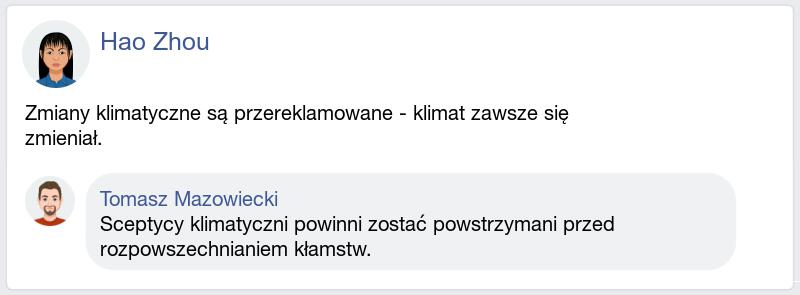 Hao Zhou
Zmiany klimatyczne są przereklamowane - klimat zawsze się
zmieniał.
Tomasz Mazowiecki
Sceptycy klimatyczni powinni zostać powstrzymani przed
rozpowszechnianiem kłamstw.